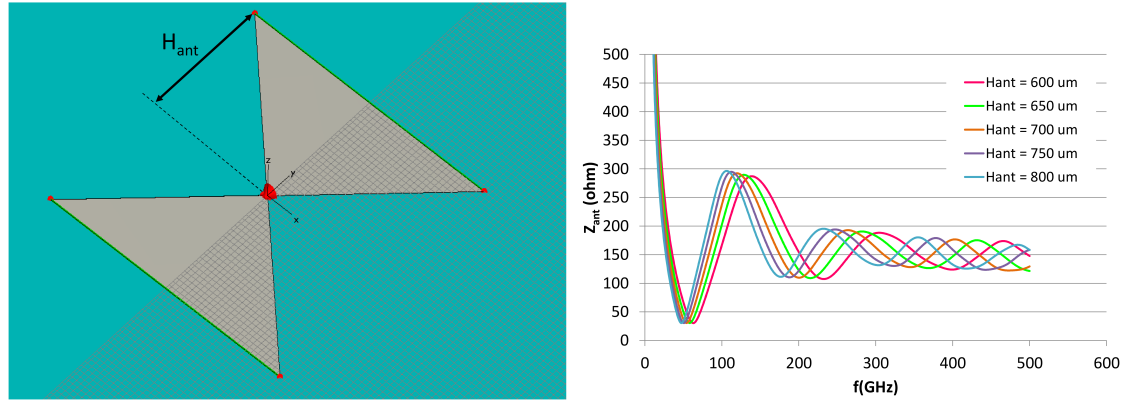 H_ant
z
y
x
500
450
400
350
300
250
200
150
100
50
0
Z_ant (ohm)
0 100 200 300 400 500 600
f(GHz)
Hant = 600 um
Hant = 650 um
Hant = 700 um
Hant = 750 um
Hant = 800 um